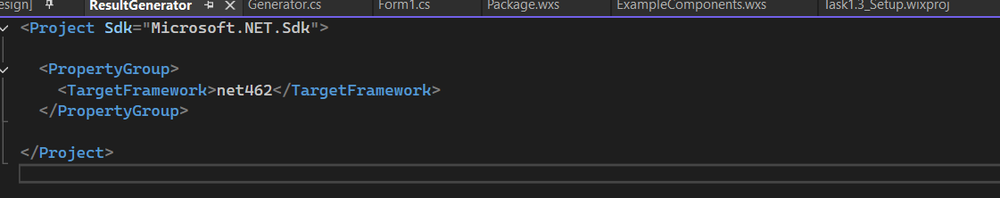 esign] ResultGenerator Generator.cs Form1.cs Package.wxs ExampleComponents.wxs Task1.3_Setup.wixproj
<Project Sdk="Microsoft.NET.Sdk">
<PropertyGroup>
<TargetFramework>net462</TargetFramework>
</PropertyGroup>
</Project>